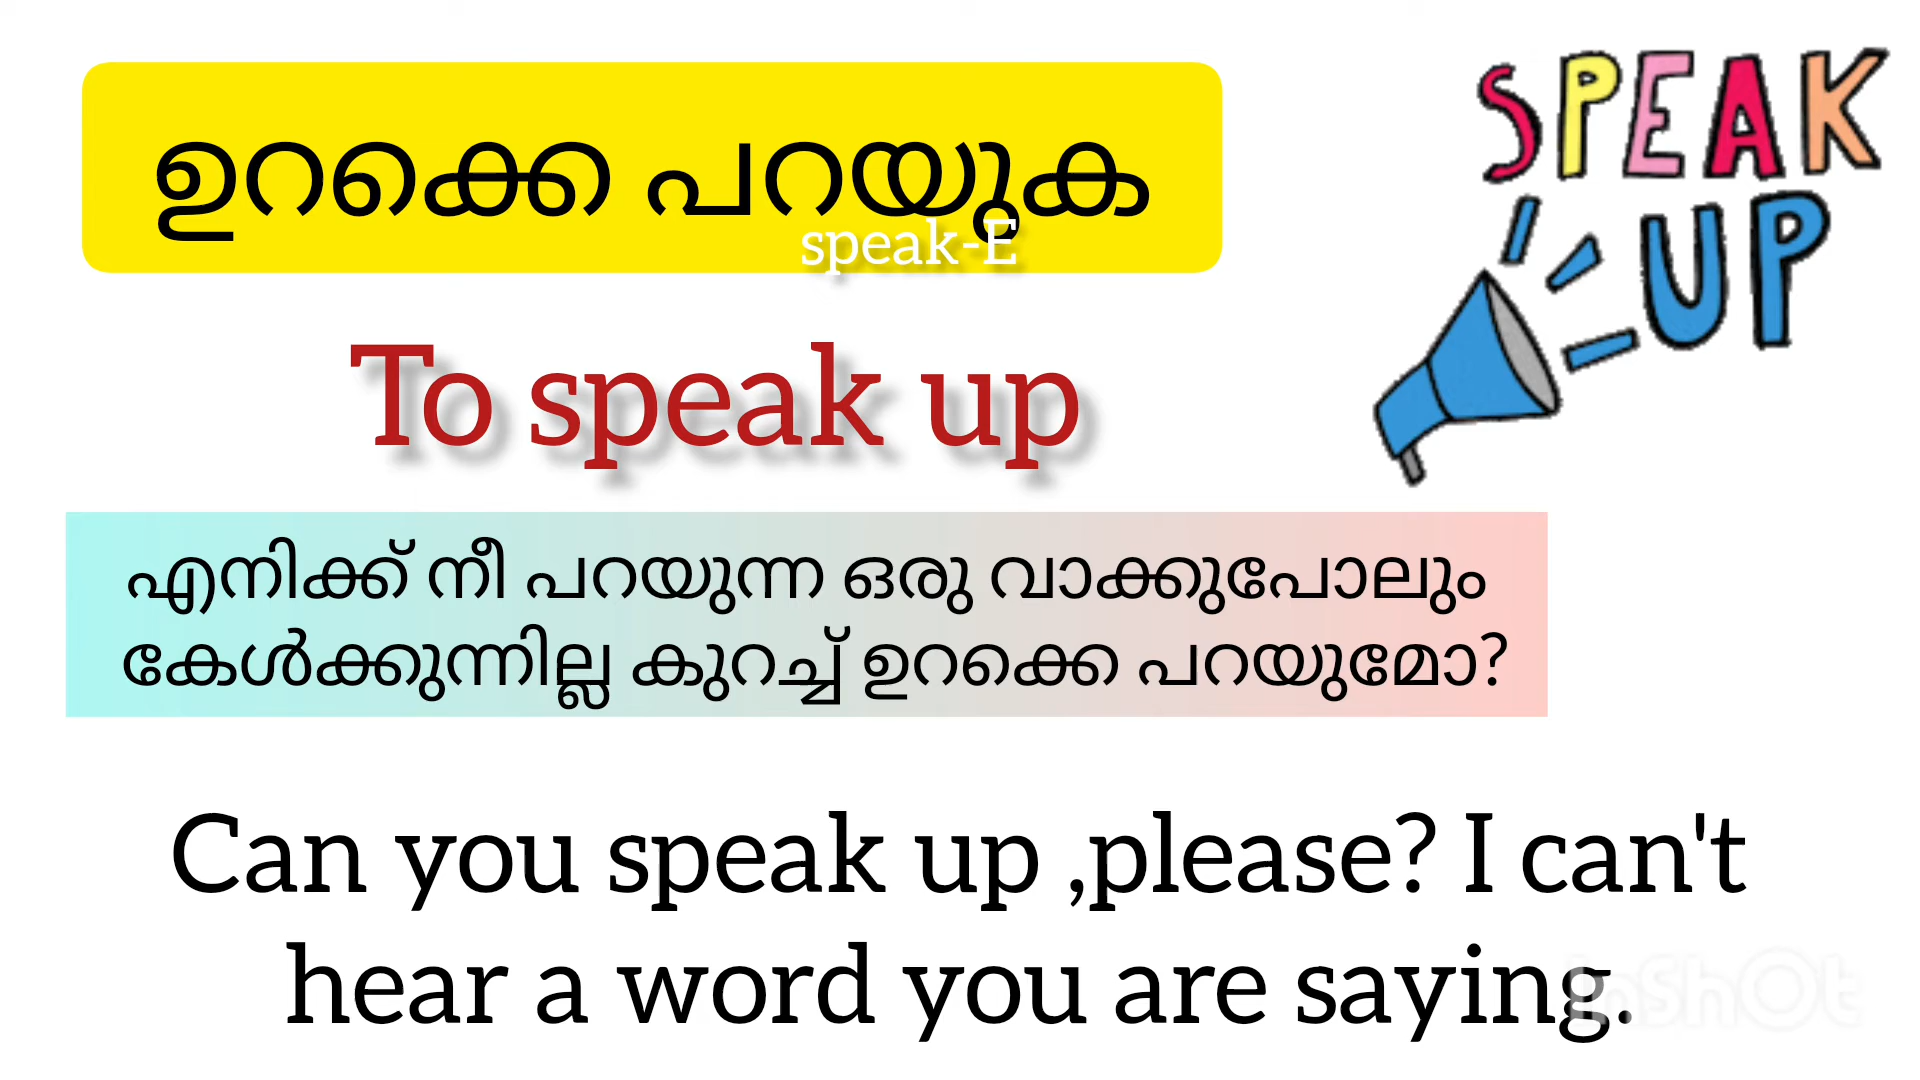 ഉറക്കെ പറയുക
speak-E
SPEAK
UP
To speak up
എനിക്ക് നീ പറയുന്ന ഒരു വാക്കുപോലും
കേൾക്കുന്നില്ല കുറച്ച് ഉറക്കെ പറയുമോ?
Can you speak up ,please? I can't
hear a word you are saying.
InShOt